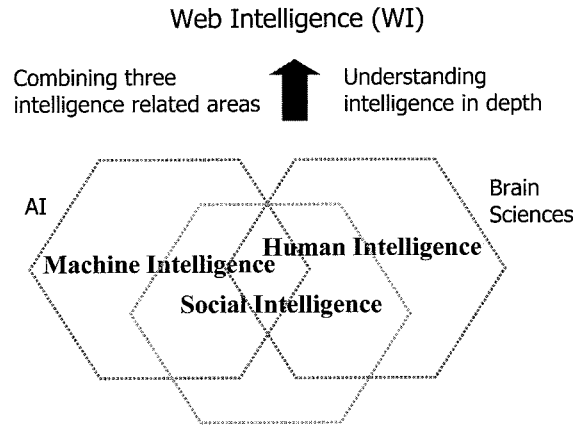 Web Intelligence (WI)
Combining three
intelligence related areas
Understanding
intelligence in depth
AI
Brain
Sciences
Human Intelligence
Machine Intelligence
Social Intelligence